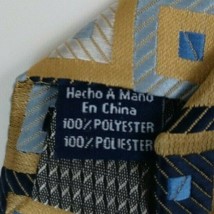 Hecho A Mano
En China
100% POLYESTER
100% POLIESTER